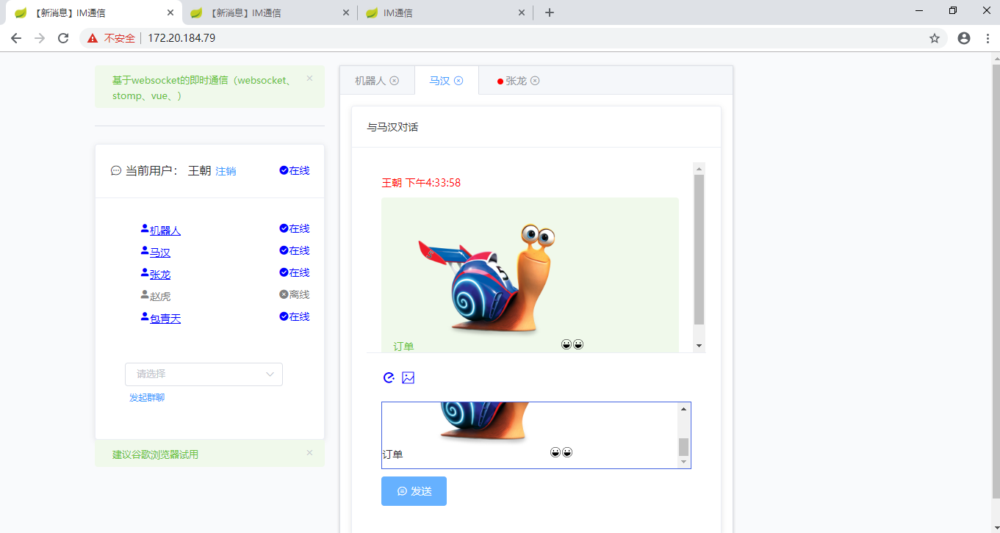 【新消息】IM通信
【新消息】IM通信
IM通信
不安全
172.20.184.79
基于websocket的即时通信（websocket、
stomp、vue、）
当前用户： 王朝 注销 在线
机器人 在线
马汉 在线
张龙 在线
赵虎 离线
包青天 在线
请选择
发起群聊
建议谷歌浏览器试用
机器人
马汉
张龙
与马汉对话
王朝 下午4:33:58
订单
订单
发送